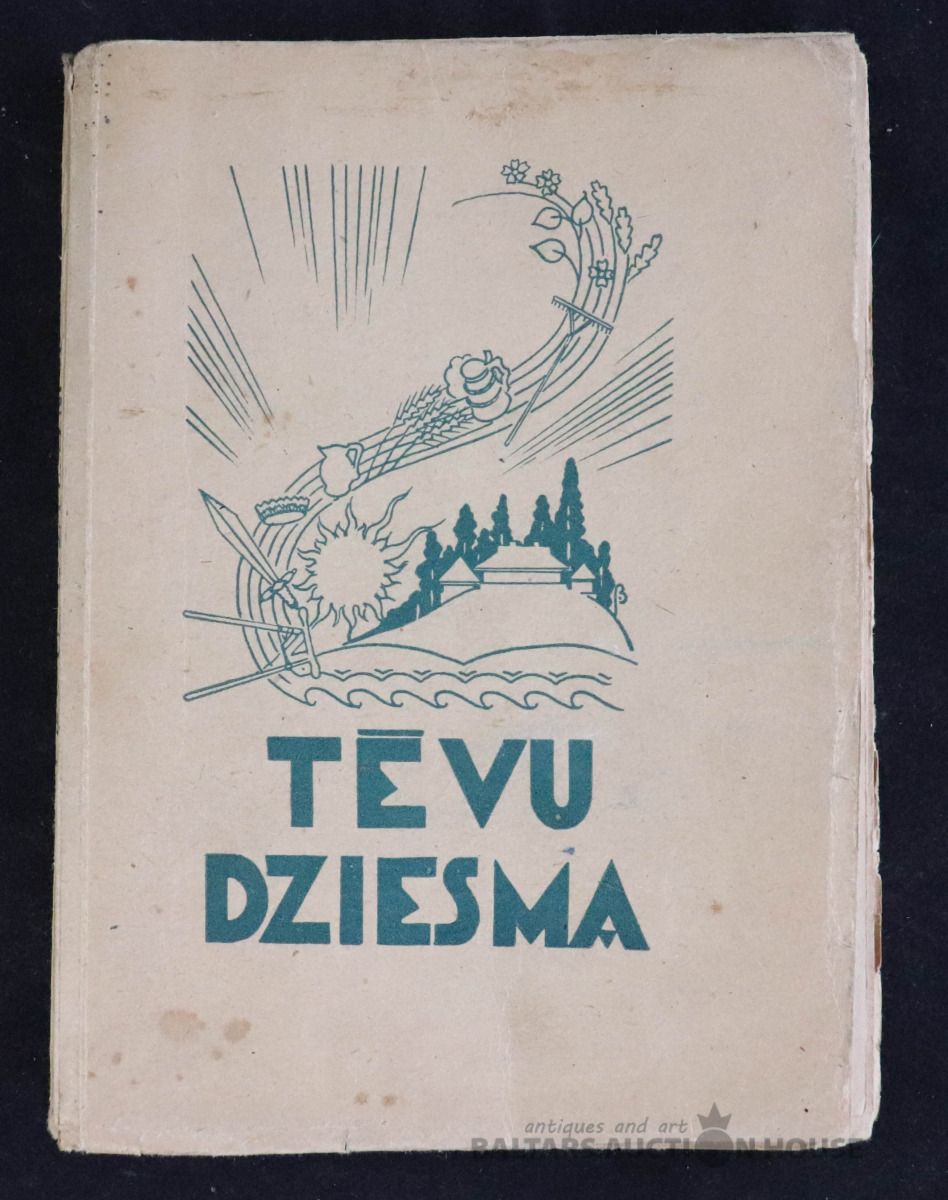 TĒVU
DZIESMA
antiques and art
BALTARS AUCTION HOUSE